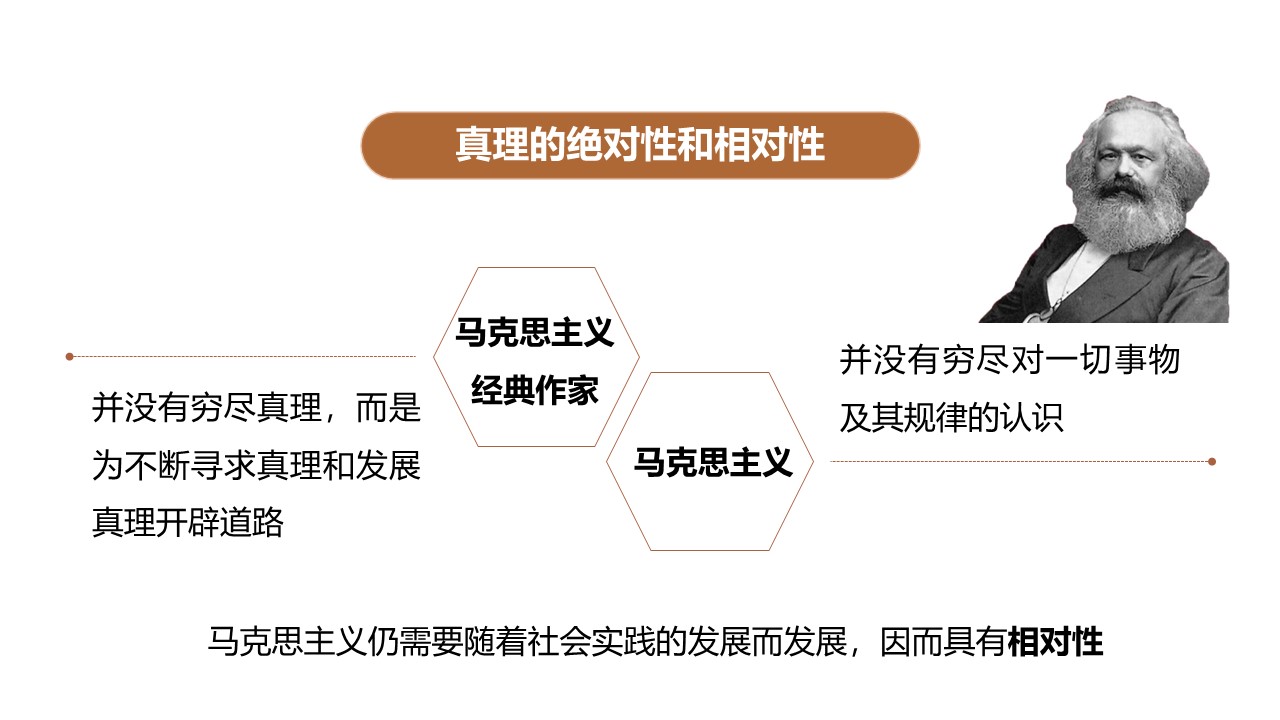 真理的绝对性和相对性
马克思主义
经典作家
并没有穷尽真理，而是
为不断寻求真理和发展
真理开辟道路
马克思主义
并没有穷尽对一切事物
及其规律的认识
马克思主义仍需要随着社会实践的发展而发展，因而具有相对性